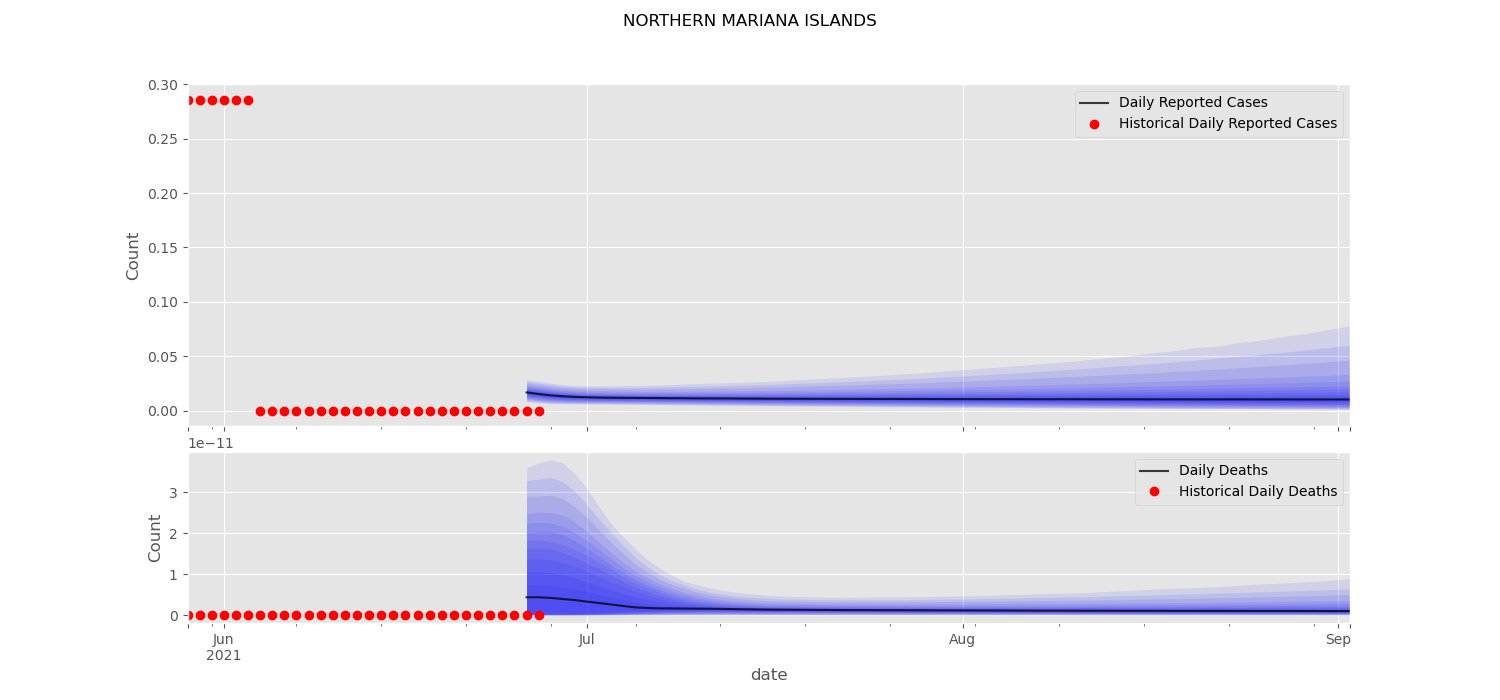 NORTHERN MARIANA ISLANDS
0.30
0.25
0.20
0.15
0.10
0.05
0.00
Count
Daily Reported Cases
Historical Daily Reported Cases
1e−11
3
2
1
0
Count
Daily Deaths
Historical Daily Deaths
Jun
2021
Jul
Aug
Sep
date